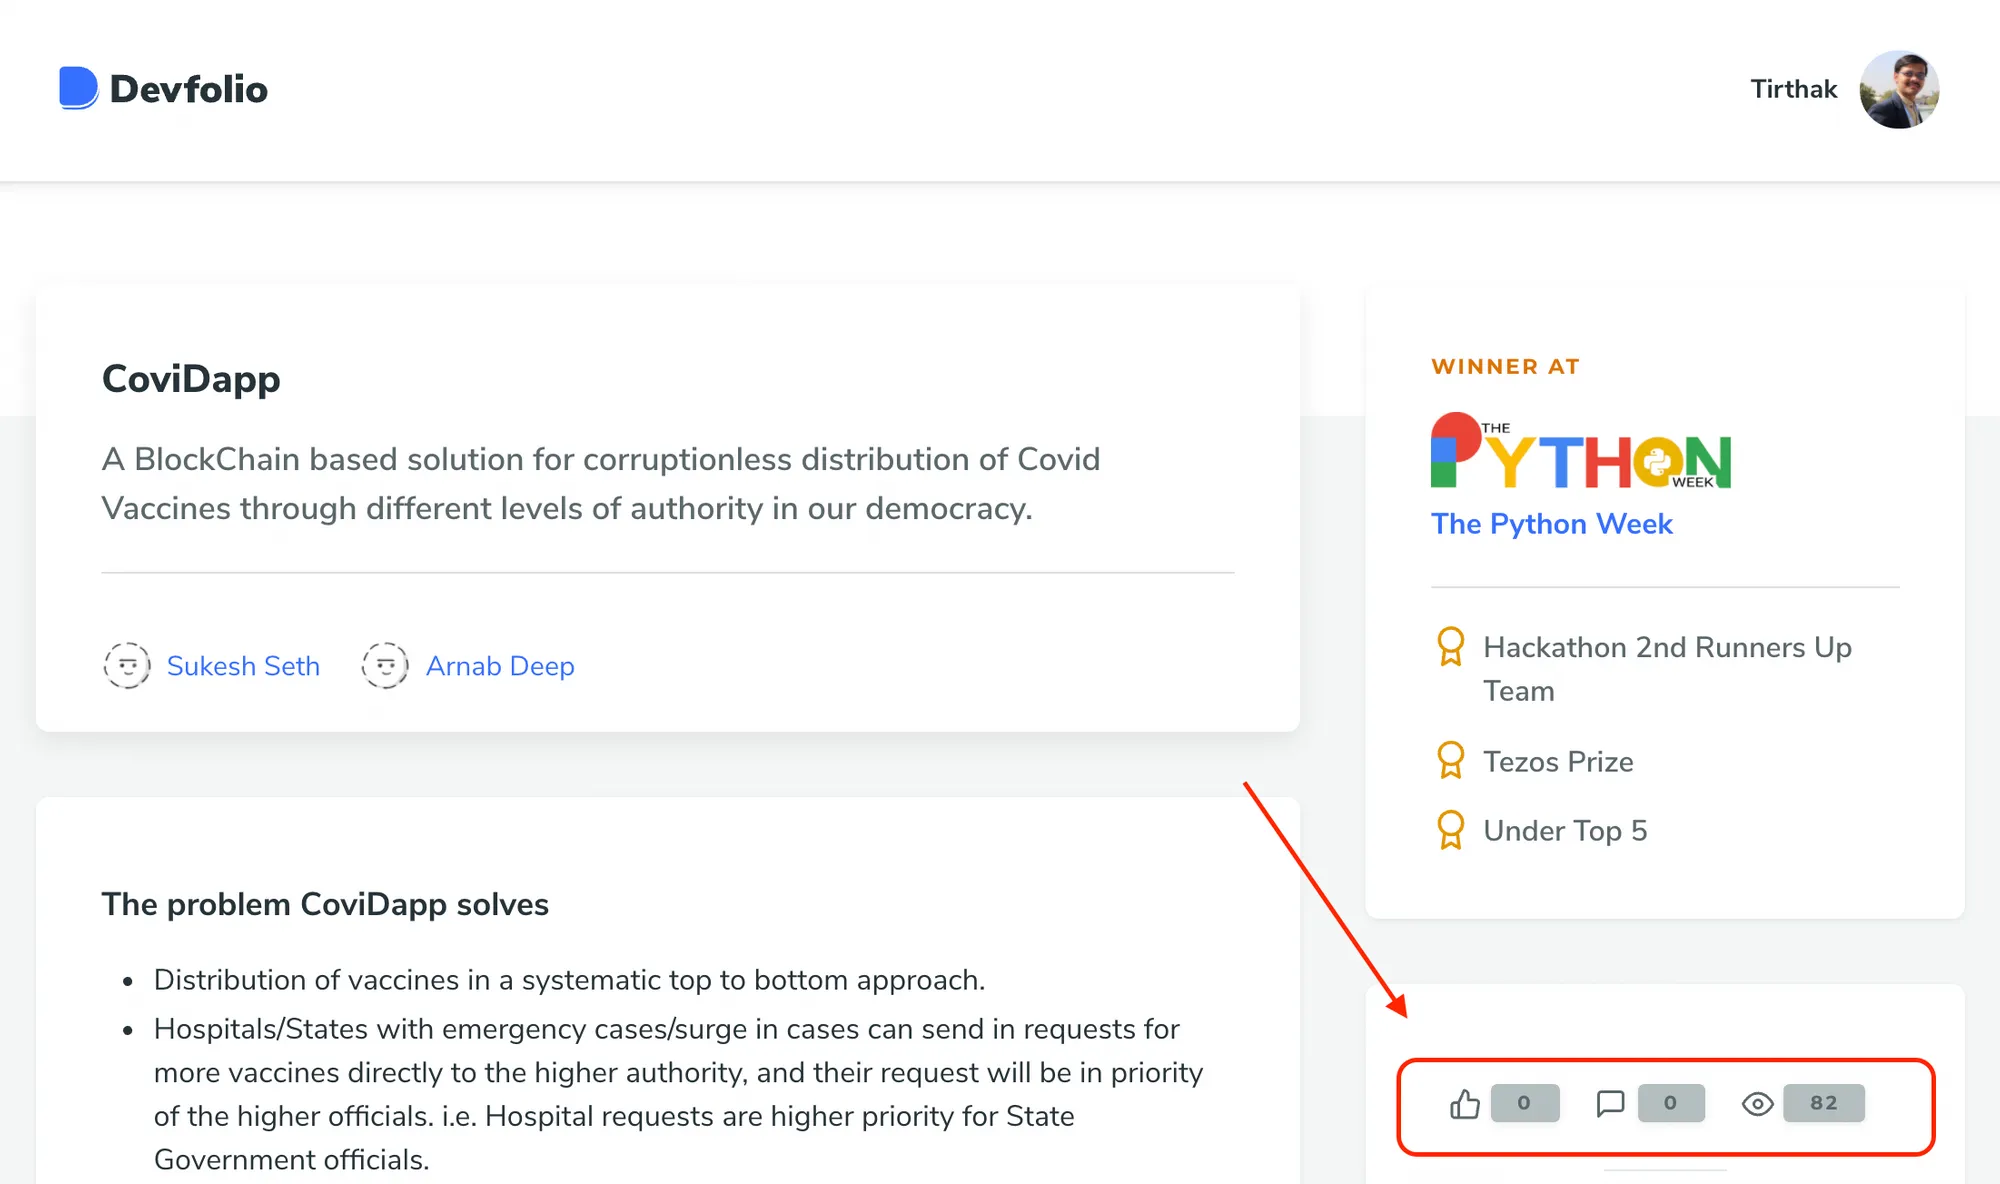 Devfolio
Tirthak
CoviDapp
A BlockChain based solution for corruptionless distribution of Covid
Vaccines through different levels of authority in our democracy.
Sukesh Seth
Arnab Deep
The problem CoviDapp solves
• Distribution of vaccines in a systematic top to bottom approach.
• Hospitals/States with emergency cases/surge in cases can send in requests for
more vaccines directly to the higher authority, and their request will be in priority
of the higher officials. i.e. Hospital requests are higher priority for State
Government officials.
WINNER AT
THE
PYTHON
WEEK
The Python Week
Hackathon 2nd Runners Up
Team
Tezos Prize
Under Top 5
0 0 82